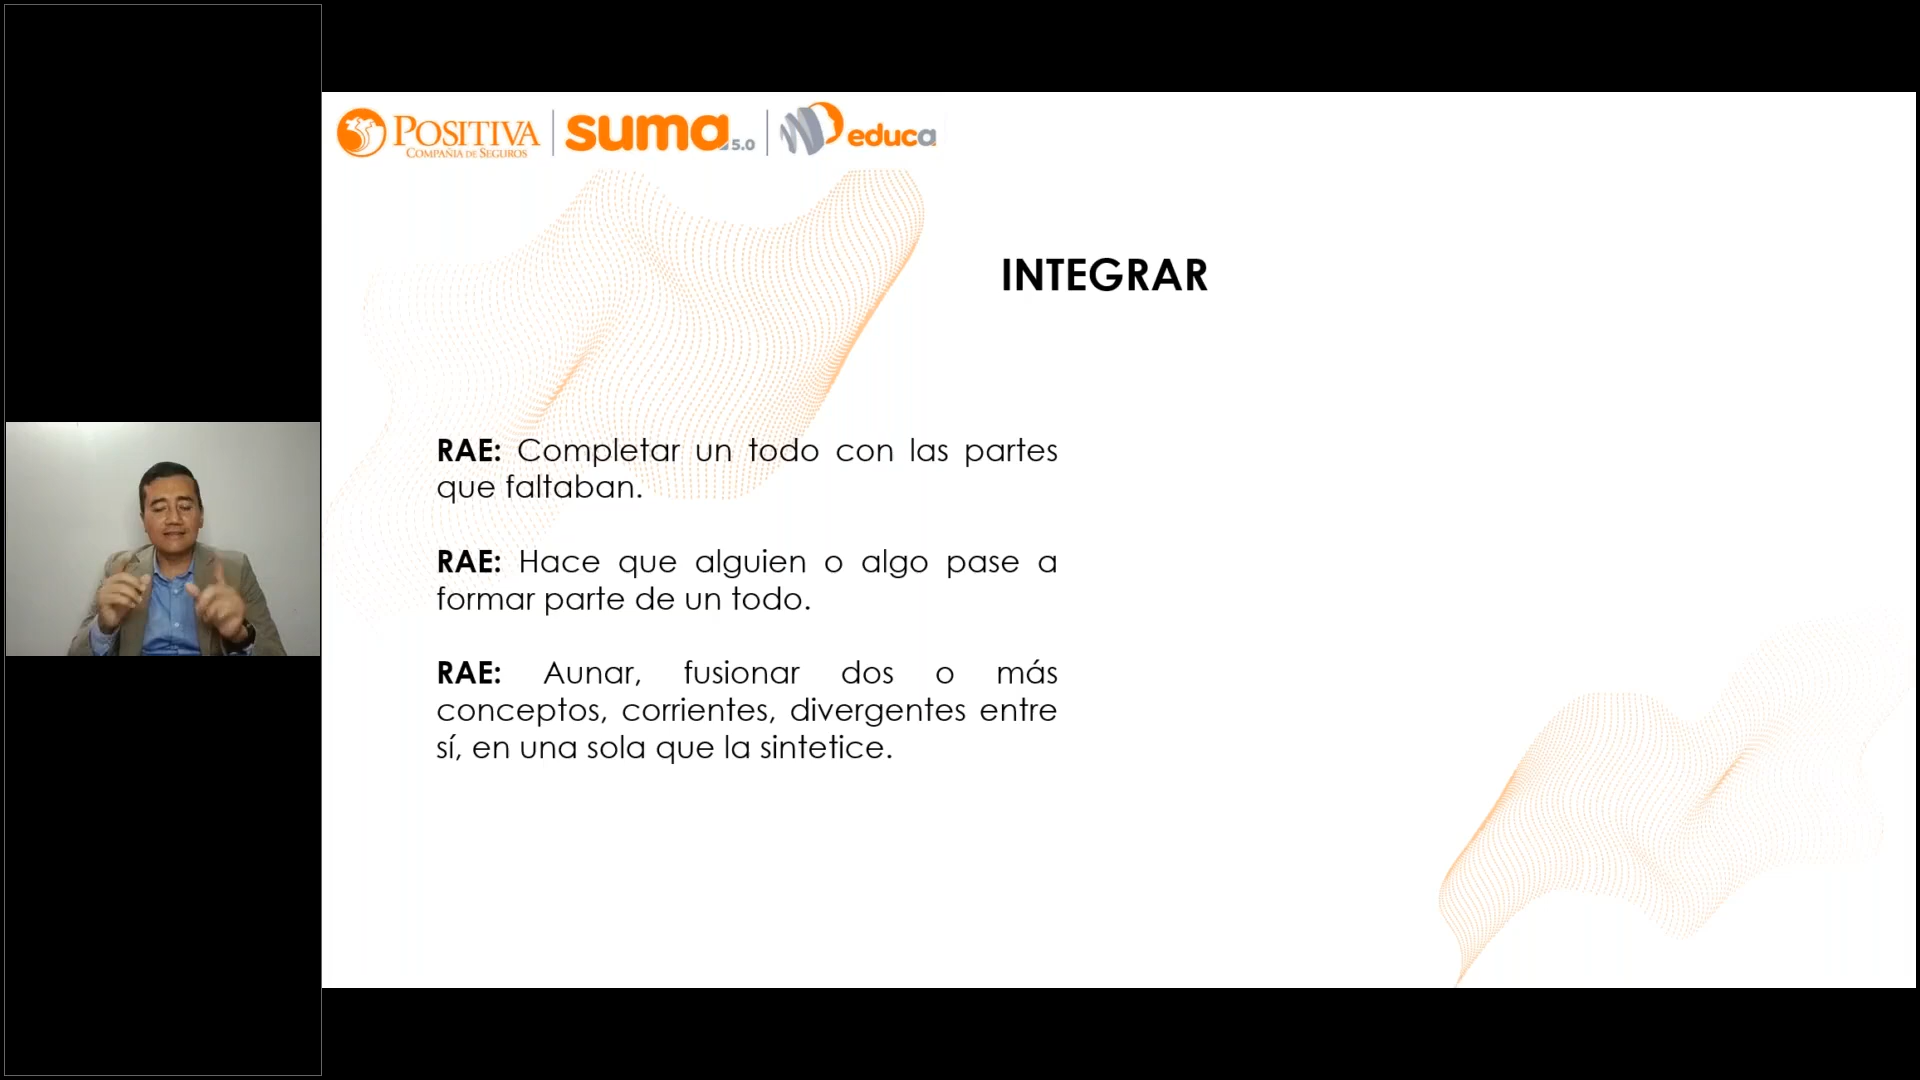 POSITIVA
COMPAÑIA DE SEGUROS
suma 5.0
educa
INTEGRAR
RAE: Completar un todo con las partes
que faltaban.
RAE: Hace que alguien o algo pase a
formar parte de un todo.
RAE: Aunar, fusionar dos o más
conceptos, corrientes, divergentes entre
sí, en una sola que la sintetice.